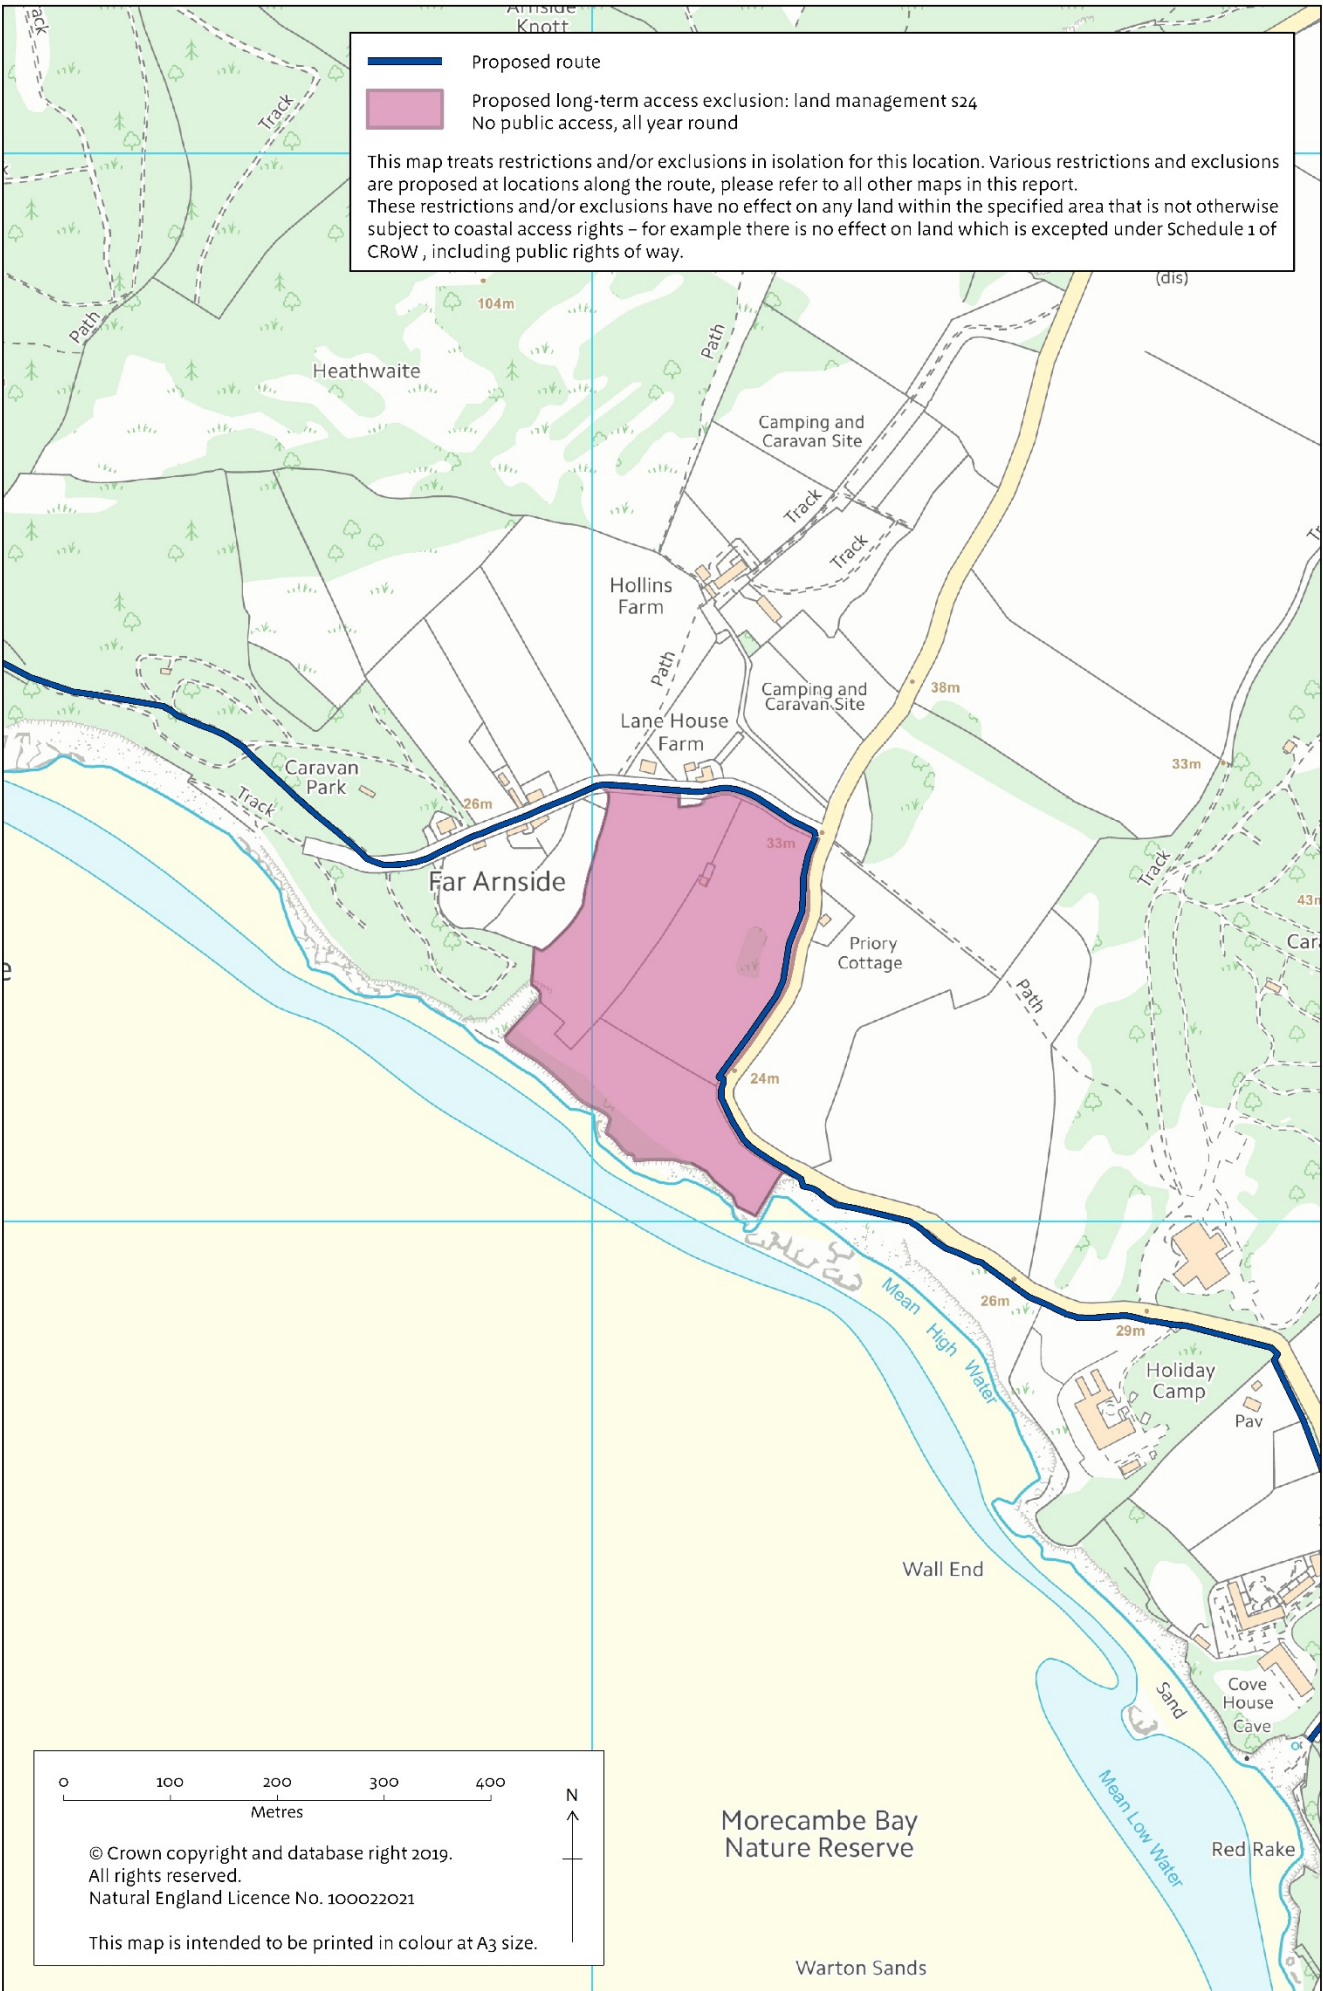 Arnside
Knott
Proposed route
Proposed long-term access exclusion: land management s24
No public access, all year round
This map treats restrictions and/or exclusions in isolation for this location. Various restrictions and exclusions
are proposed at locations along the route, please refer to all other maps in this report.
These restrictions and/or exclusions have no effect on any land within the specified area that is not otherwise
subject to coastal access rights – for example there is no effect on land which is excepted under Schedule 1 of
CRoW , including public rights of way.
ack
Track
(dis)
104m
Path
Path
Heathwaite
Camping and
Caravan Site
Track
Track
Hollins
Farm
Path
Camping and
Caravan Site
38m
Lane House
Farm
33m
Caravan
Park
Track
26m
33m
Far Arnside
Track
43m
Priory
Cottage
Path
24m
Mean High Water
26m
29m
Holiday
Camp
Pav
Wall End
Sand
Cove
House
Cave
Mean Low Water
Red Rake
Morecambe Bay
Nature Reserve
Warton Sands
0 100 200 300 400
Metres
N
© Crown copyright and database right 2019.
All rights reserved.
Natural England Licence No. 100022021
This map is intended to be printed in colour at A3 size.